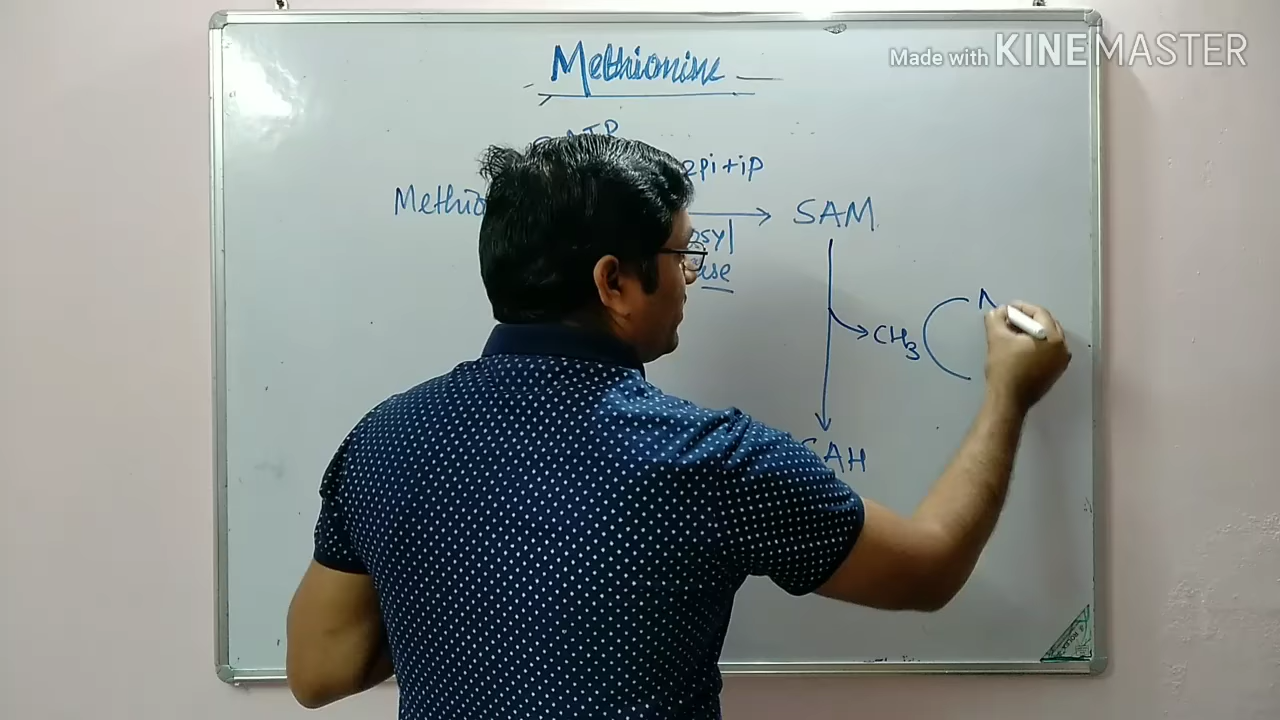 Made with KINEMASTER
Methionine
ATP
2pi+ip
Methio
SAM
osyl
ase
CH3
SAH